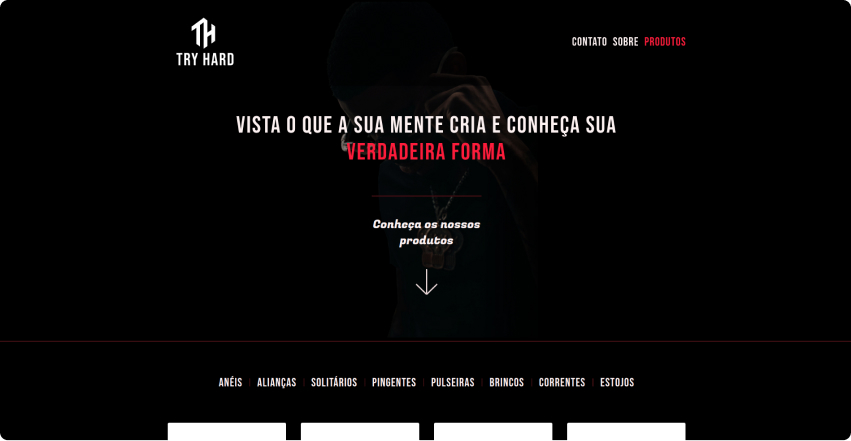 TH
TRY HARD
CONTATO SOBRE PRODUTOS
VISTA O QUE A SUA MENTE CRIA E CONHEÇA SUA
VERDADEIRA FORMA
Conheça os nossos
produtos
ANÉIS | ALIANÇAS | SOLITÁRIOS | PINGENTES | PULSEIRAS | BRINCOS | CORRENTES | ESTOJOS